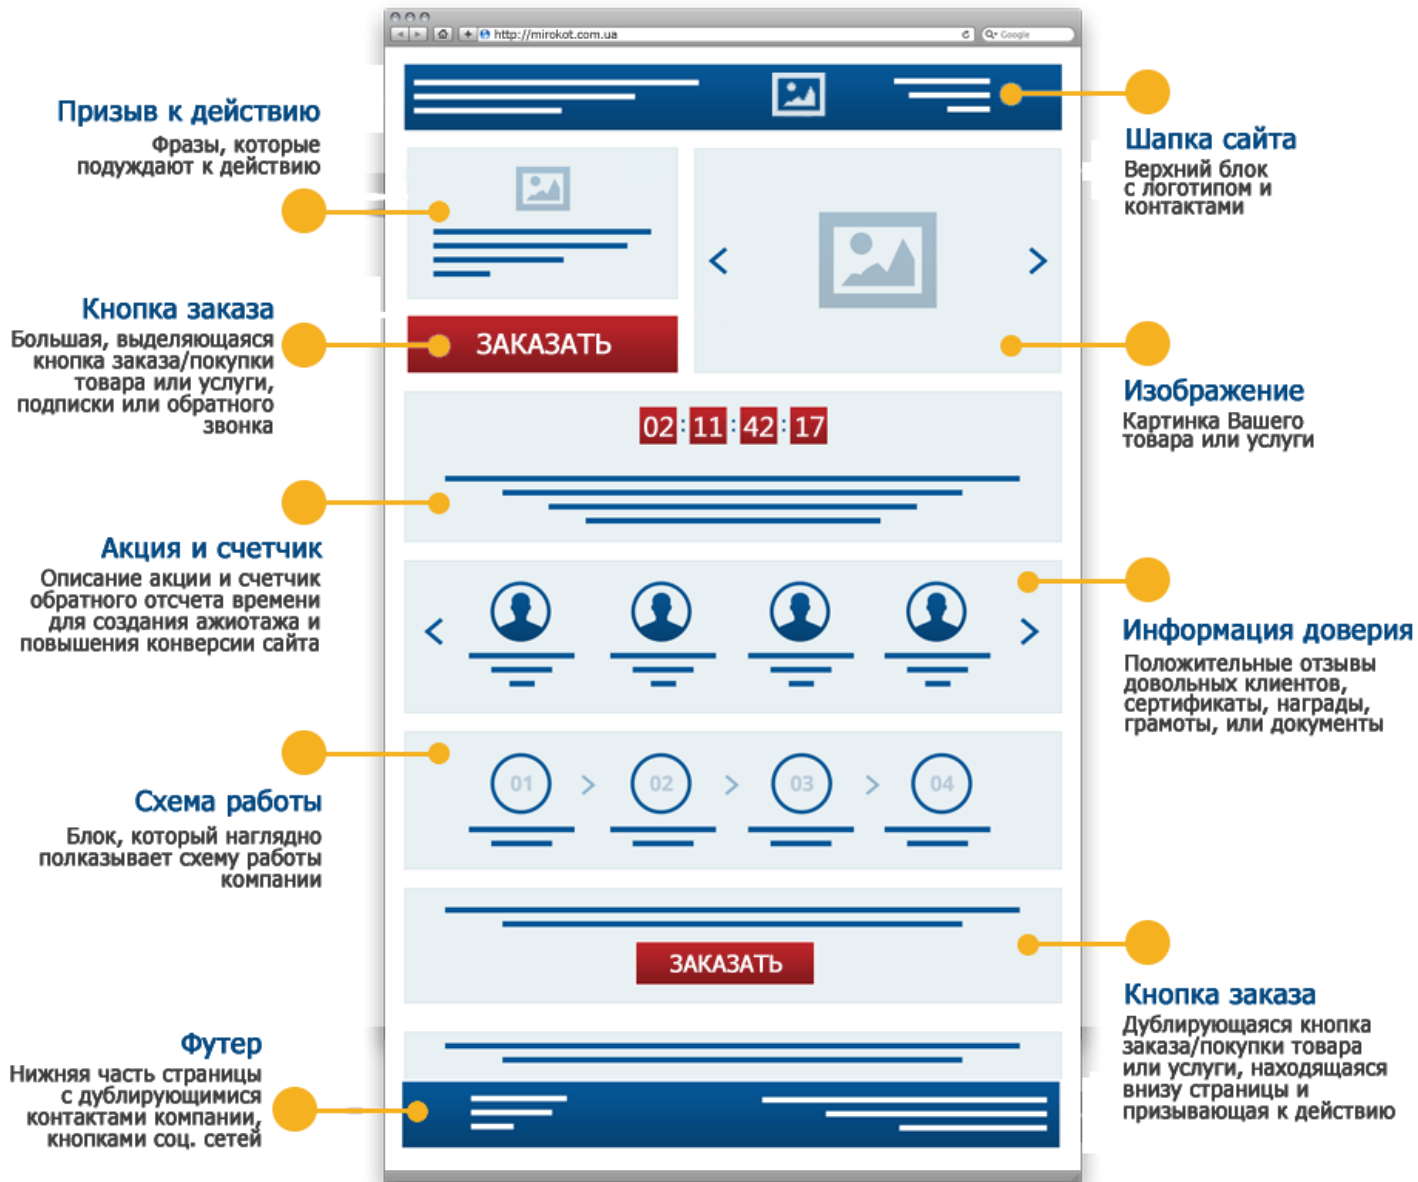 http://mirokot.com.ua
Google
Призыв к действию
Фразы, которые
подуждают к действию
Шапка сайта
Верхний блок
с логотипом и
контактами
Кнопка заказа
Большая, выделяющаяся
кнопка заказа/покупки
товара или услуги,
подписки или обратного
звонка
ЗАКАЗАТЬ
Изображение
Картинка Вашего
товара или услуги
02:11:42:17
Акция и счетчик
Описание акции и счетчик
обратного отсчета времени
для создания ажиотажа и
повышения конверсии сайта
Информация доверия
Положительные отзывы
довольных клиентов,
сертификаты, награды,
грамоты, или документы
01 > 02 > 03 > 04
Схема работы
Блок, который наглядно
полказывает схему работы
компании
ЗАКАЗАТЬ
Кнопка заказа
Дублирующаяся кнопка
заказа/покупки товара
или услуги, находящаяся
внизу страницы и
призывающая к действию
Футер
Нижняя часть страницы
с дублирующимися
контактами компании,
кнопками соц. сетей